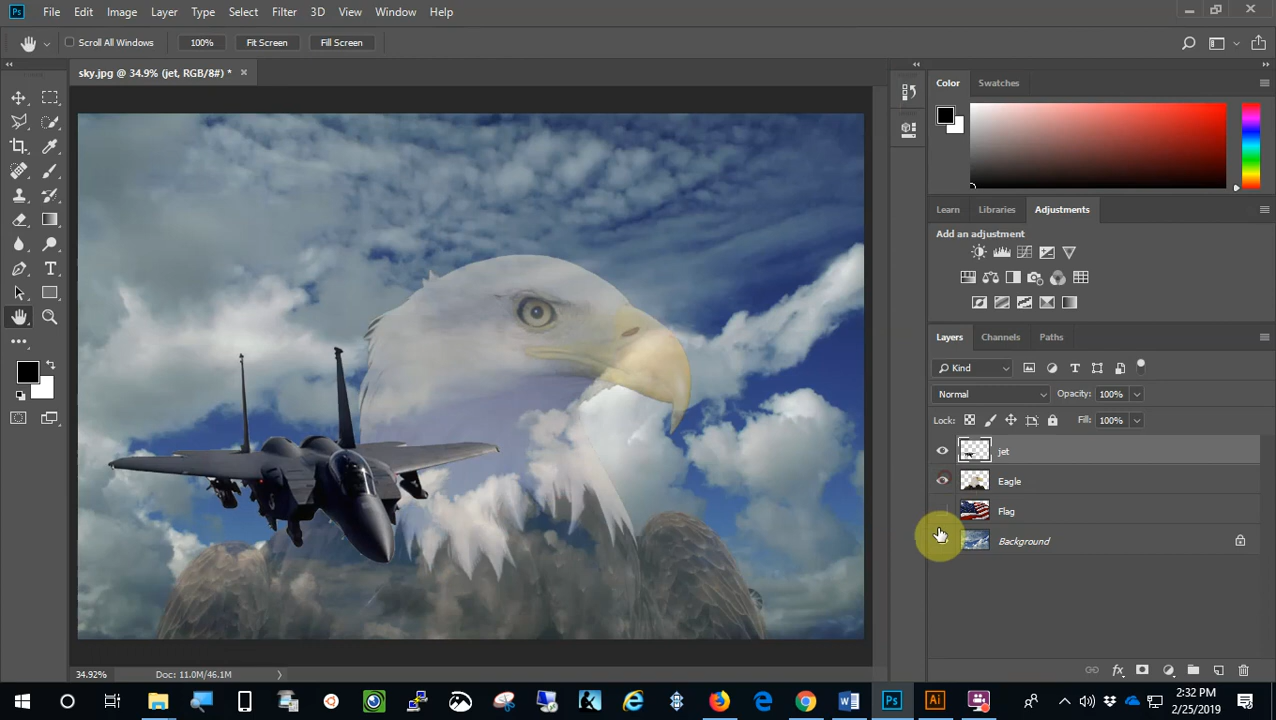 Ps File Edit Image Layer Type Select Filter 3D View Window Help
Scroll All Windows 100% Fit Screen Fill Screen
sky.jpg @ 34.9% (jet, RGB/8#) *
Color Swatches
Learn Libraries Adjustments
Add an adjustment
Layers Channels Paths
Kind
Normal Opacity: 100%
Lock: Fill: 100%
jet
Eagle
Flag
Background
34.92% Doc: 11.0M/46.1M
Ps Ai
2:32 PM
2/25/2019